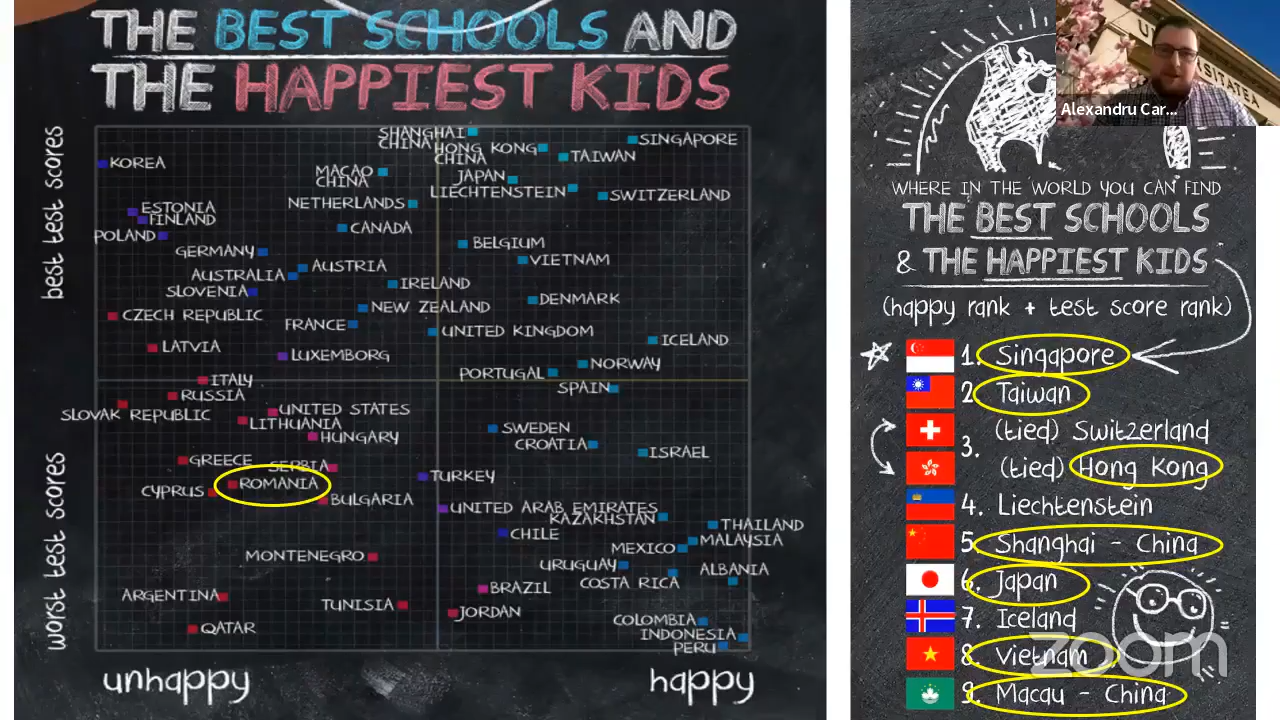 THE BEST SCHOOLS AND
THE HAPPIEST KIDS
best test scores
worst test scores
unhappy
happy
KOREA
SHANGHAI
CHINA
HONG KONG
CHINA
SINGAPORE
TAIWAN
MACAO
CHINA
JAPAN
LIECHTENSTEIN
SWITZERLAND
ESTONIA
FINLAND
NETHERLANDS
POLAND
CANADA
GERMANY
BELGIUM
VIETNAM
AUSTRALIA
AUSTRIA
SLOVENIA
IRELAND
DENMARK
CZECH REPUBLIC
NEW ZEALAND
FRANCE
UNITED KINGDOM
ICELAND
LATVIA
LUXEMBORG
NORWAY
PORTUGAL
ITALY
SPAIN
RUSSIA
SLOVAK REPUBLIC
UNITED STATES
LITHUANIA
HUNGARY
SWEDEN
CROATIA
ISRAEL
GREECE
SERBIA
ROMANIA
CYPRUS
BULGARIA
TURKEY
UNITED ARAB EMIRATES
KAZAKHSTAN
THAILAND
CHILE
MALAYSIA
MEXICO
MONTENEGRO
URUGUAY
COSTA RICA
ALBANIA
BRAZIL
ARGENTINA
TUNISIA
JORDAN
QATAR
COLOMBIA
INDONESIA
PERU
Alexandru Car...
WHERE IN THE WORLD YOU CAN FIND
THE BEST SCHOOLS
& THE HAPPIEST KIDS
(happy rank + test score rank)
1. Singapore
2 Taiwan
3. (tied) Switzerland
(tied) Hong Kong
4. Liechtenstein
5. Shanghai - China
6. Japan
7. Iceland
8. Vietnam
9. Macau - China
zoom